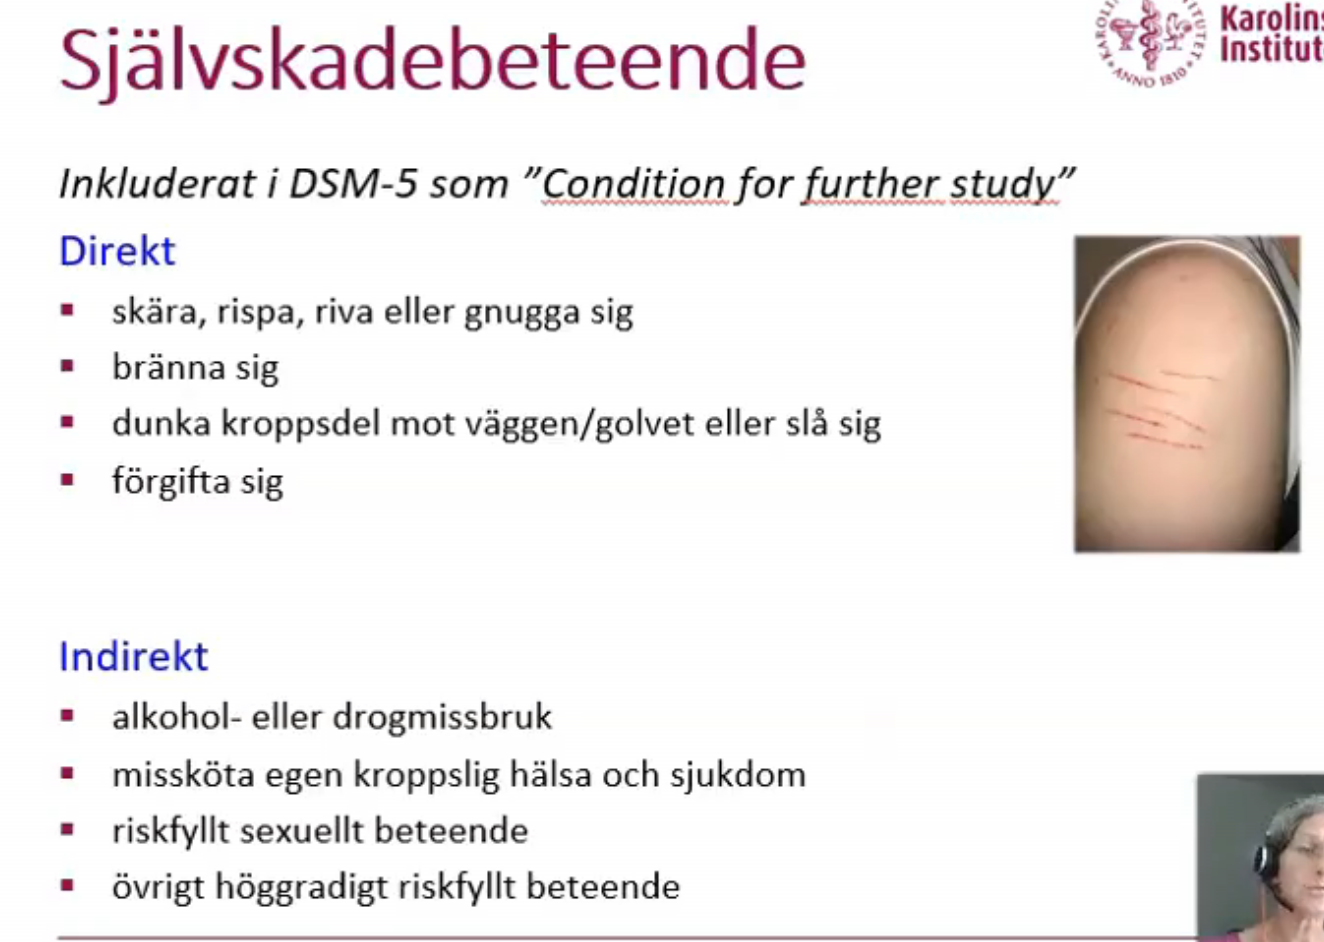 Självskadebeteende
Inkluderat i DSM-5 som ”Condition for further study”
Direkt
skära, rispa, riva eller gnugga sig
bränna sig
dunka kroppsdel mot väggen/golvet eller slå sig
förgifta sig
Indirekt
alkohol- eller drogmissbruk
missköta egen kroppslig hälsa och sjukdom
riskfyllt sexuellt beteende
övrigt höggradigt riskfyllt beteende
Karolins
Institut
ANNO 1810